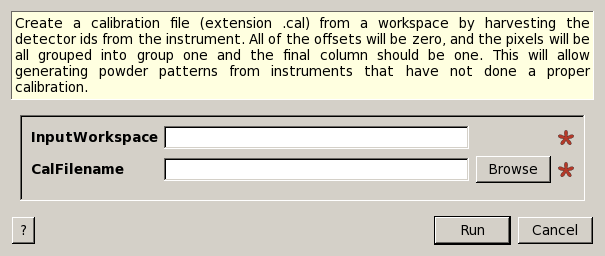 Create a calibration file (extension .cal) from a workspace by harvesting the
detector ids from the instrument. All of the offsets will be zero, and the pixels will be
all grouped into group one and the final column should be one. This will allow
generating powder patterns from instruments that have not done a proper
calibration.
InputWorkspace
CalFilename Browse
? Run Cancel